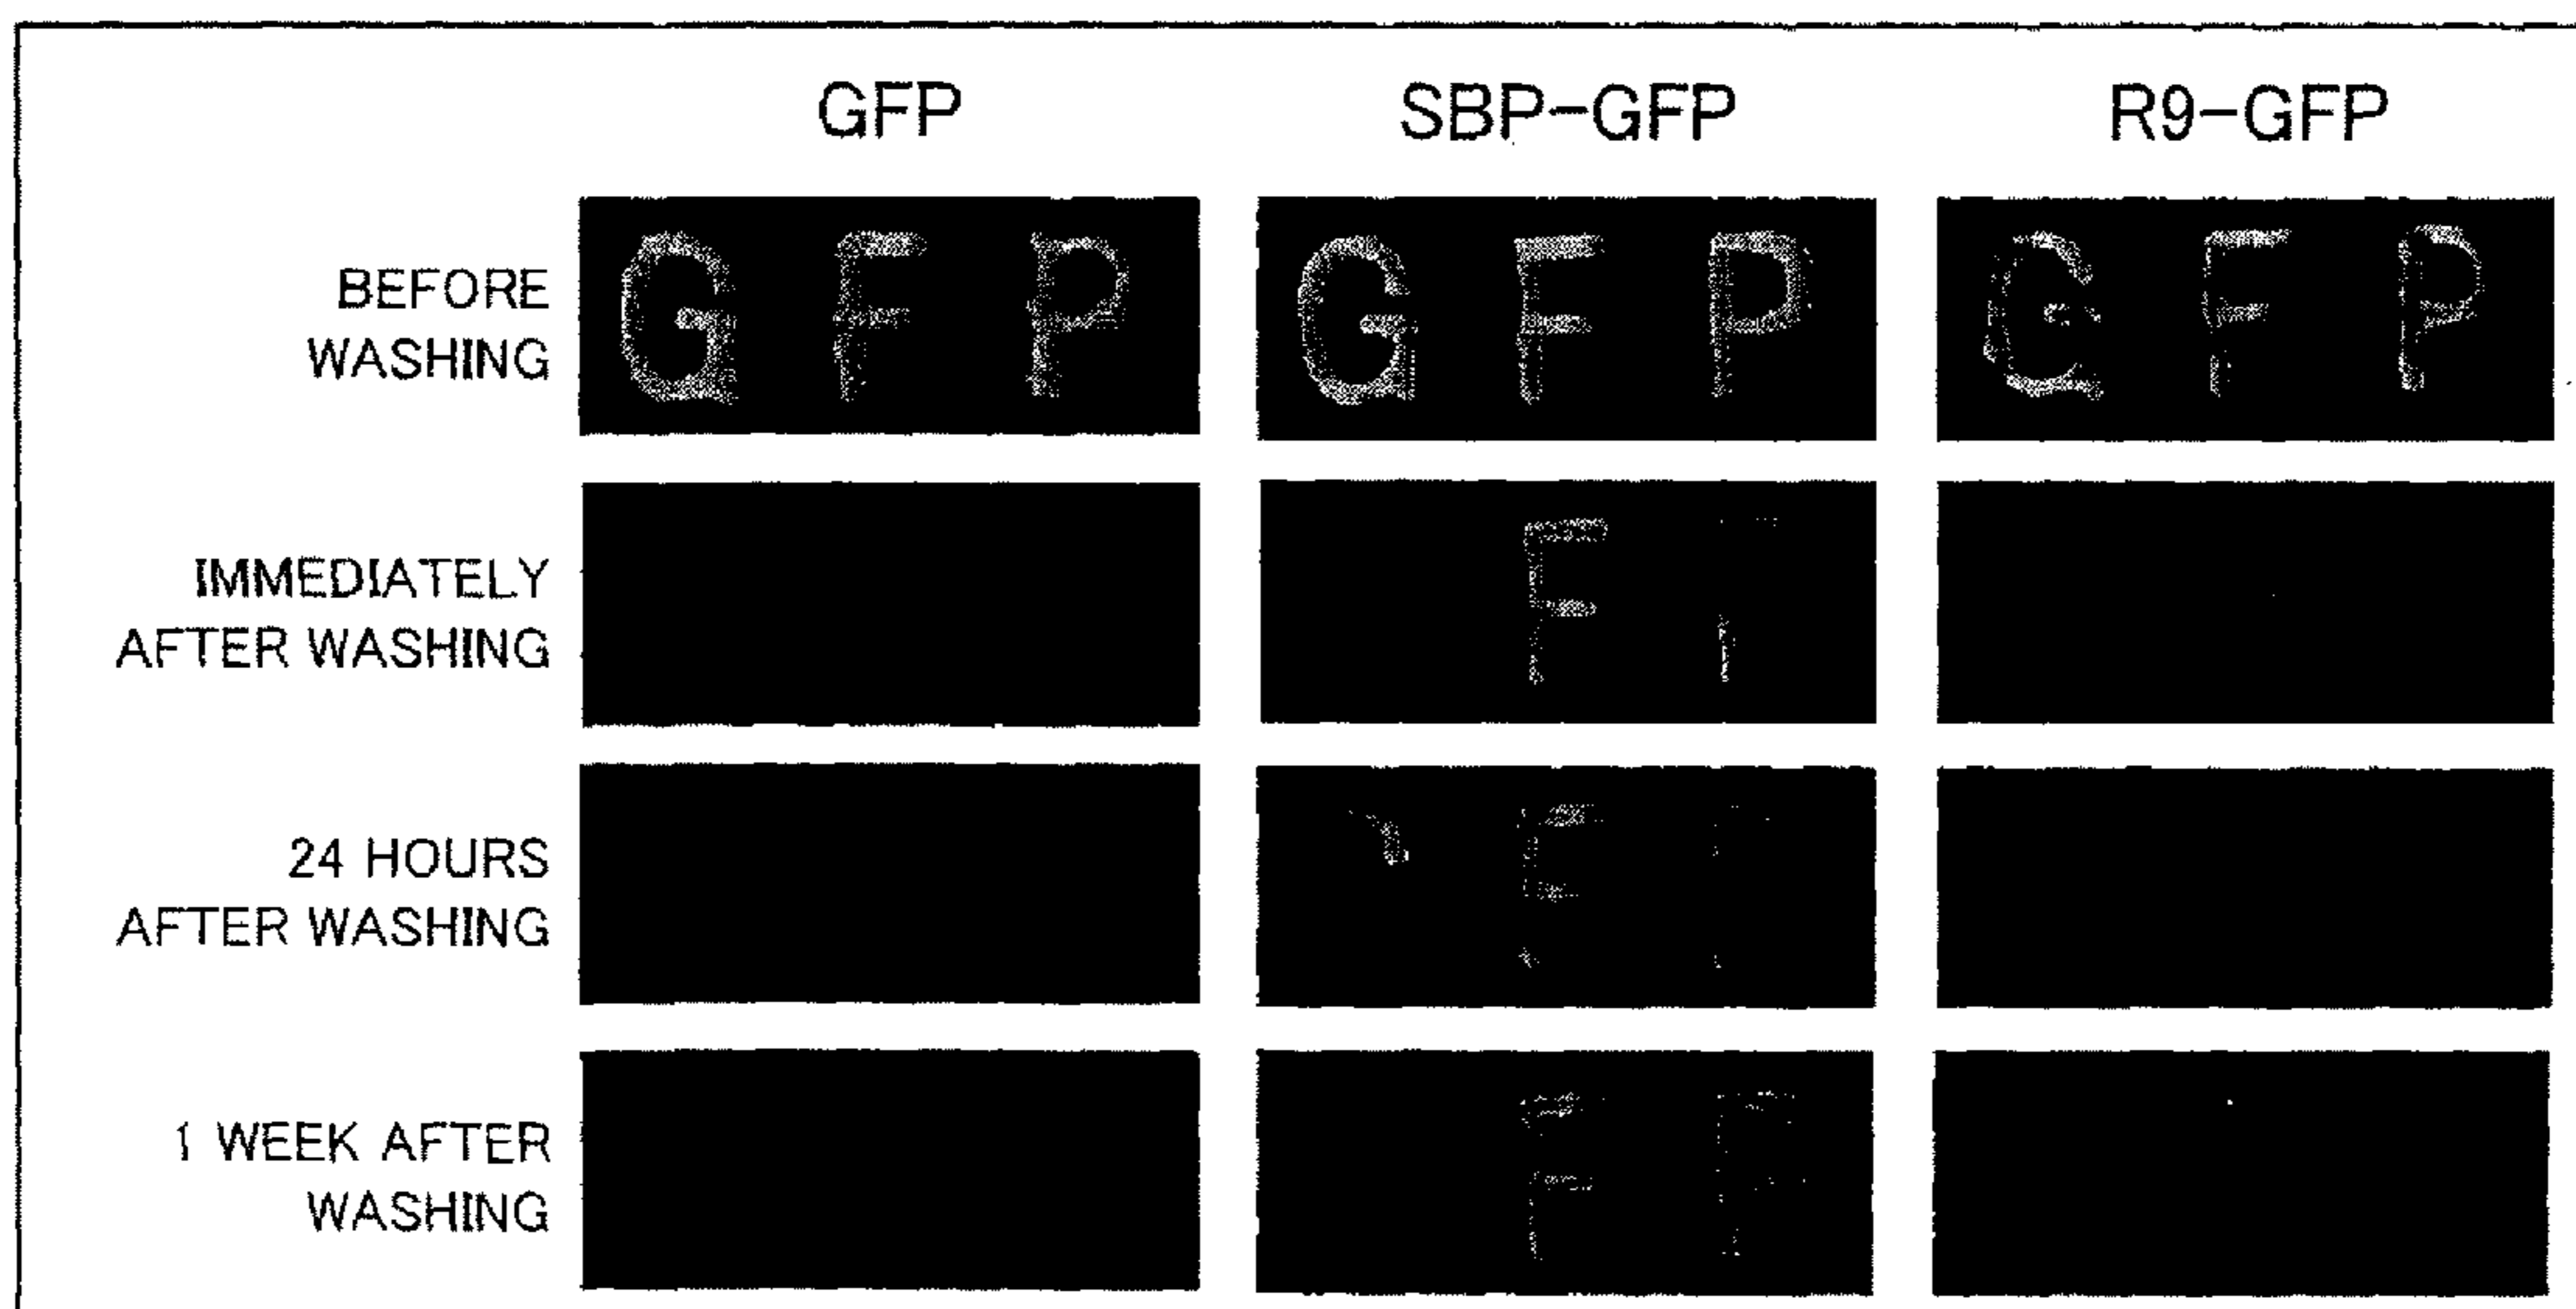 GFP SBP-GFP R9-GFP
BEFORE
WASHING
G F P G F P G F P
IMMEDIATELY
AFTER WASHING
F
24 HOURS
AFTER WASHING
F
1 WEEK AFTER
WASHING
F P